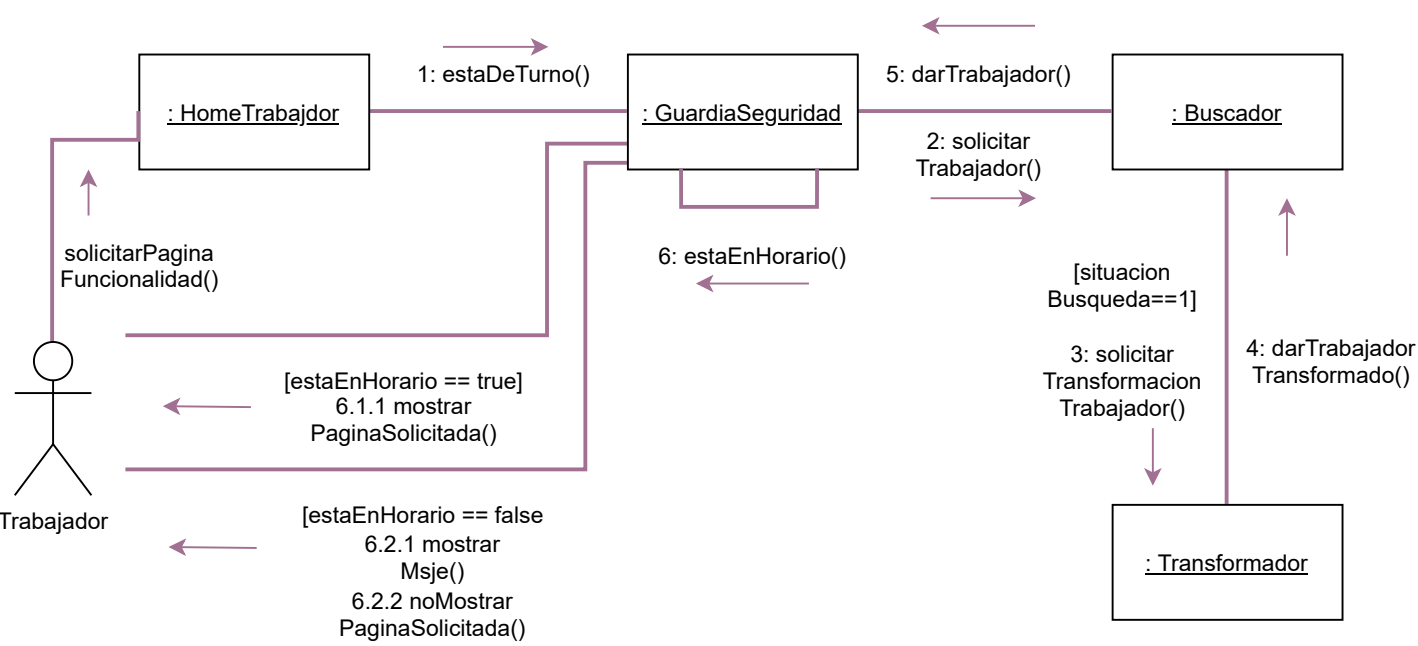 1: estaDeTurno()
5: darTrabajador()
: HomeTrabajdor
: GuardiaSeguridad
: Buscador
2: solicitar
Trabajador()
solicitarPagina
Funcionalidad()
6: estaEnHorario()
[situacion
Busqueda==1]
3: solicitar
Transformacion
Trabajador()
4: darTrabajador
Transformado()
[estaEnHorario == true]
6.1.1 mostrar
PaginaSolicitada()
Trabajador
[estaEnHorario == false
6.2.1 mostrar
Msje()
6.2.2 noMostrar
PaginaSolicitada()
: Transformador